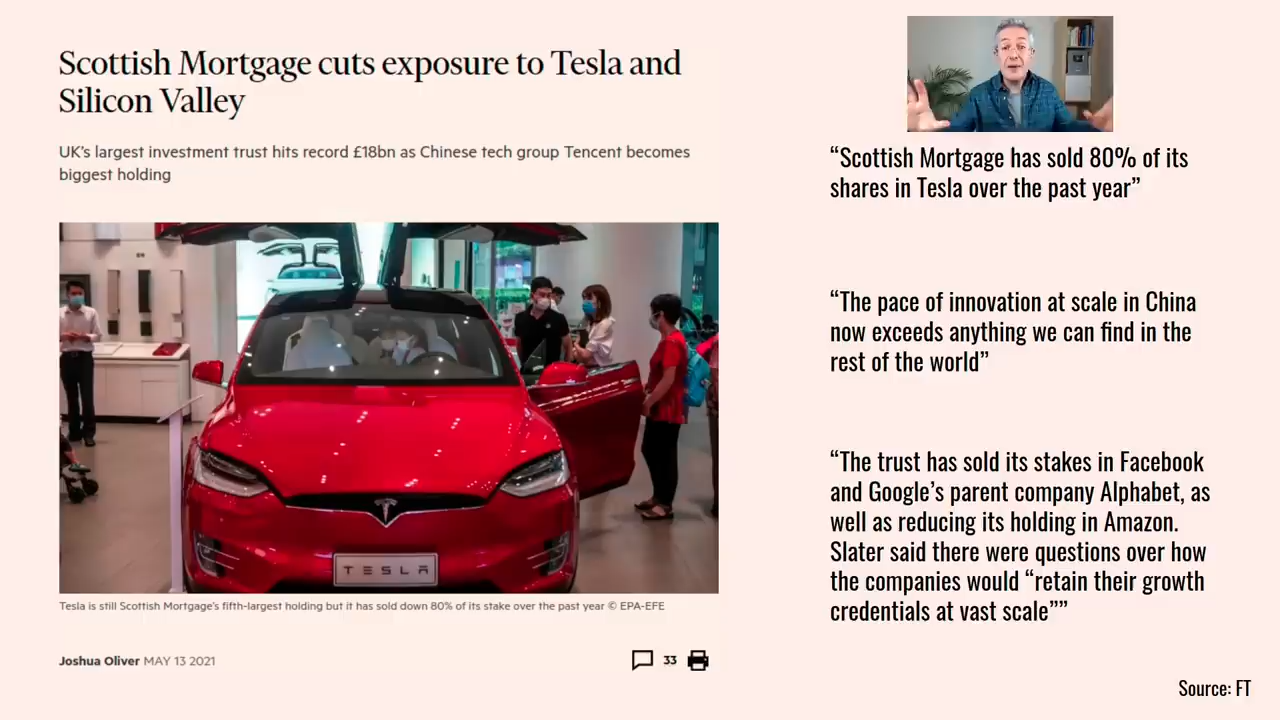 Scottish Mortgage cuts exposure to Tesla and
Silicon Valley
UK's largest investment trust hits record £18bn as Chinese tech group Tencent becomes
biggest holding
TESLA
Tesla is still Scottish Mortgage's fifth-largest holding but it has sold down 80% of its stake over the past year © EPA-EFE
Joshua Oliver MAY 13 2021
33
“Scottish Mortgage has sold 80% of its
shares in Tesla over the past year”
“The pace of innovation at scale in China
now exceeds anything we can find in the
rest of the world”
“The trust has sold its stakes in Facebook
and Google’s parent company Alphabet, as
well as reducing its holding in Amazon.
Slater said there were questions over how
the companies would “retain their growth
credentials at vast scale””
Source: FT